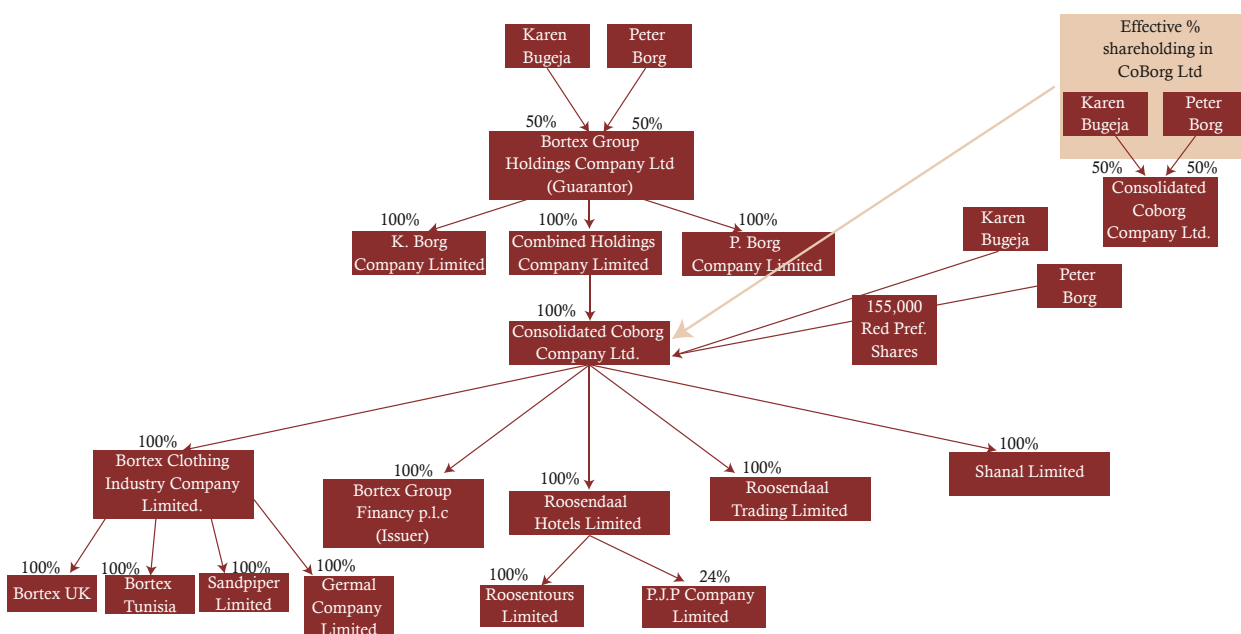 Karen
Bugeja
Peter
Borg
Effective %
shareholding in
CoBorg Ltd
Karen
Bugeja
Peter
Borg
50%
50%
Consolidated
Coborg
Company Ltd.
50%
50%
Bortex Group
Holdings Company Ltd
(Guarantor)
100%
100%
100%
K. Borg
Company Limited
Combined Holdings
Company Limited
P. Borg
Company Limited
Karen
Bugeja
Peter
Borg
155,000
Red Pref.
Shares
100%
Consolidated Coborg
Company Ltd.
100%
Bortex Clothing
Industry Company
Limited.
100%
Bortex Group
Financy p.l.c
(Issuer)
100%
Roosendaal
Hotels Limited
100%
Roosendaal
Trading Limited
100%
Shanal Limited
100%
Bortex UK
100%
Bortex
Tunisia
100%
Sandpiper
Limited
100%
Germal
Company
Limited
100%
Roosentours
Limited
24%
P.J.P Company
Limited